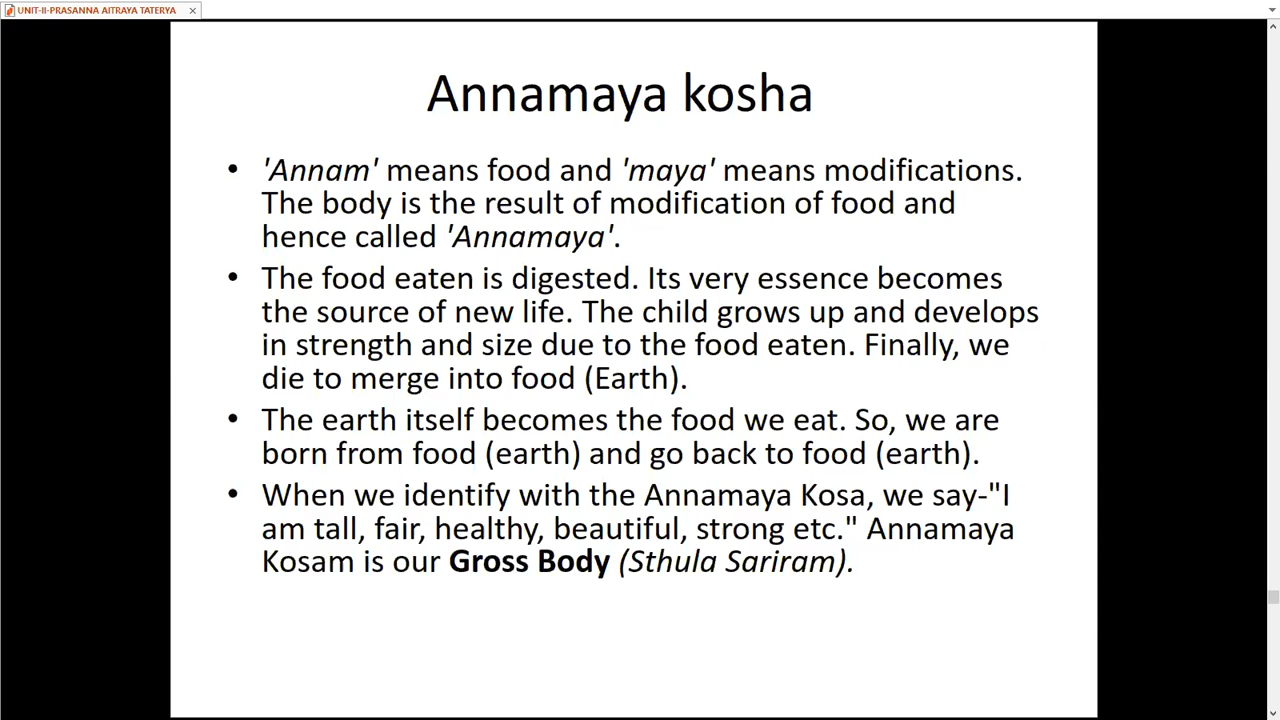 UNIT-II-PRASANNA AITRAYA TATERYA
Annamaya kosha
• 'Annam' means food and 'maya' means modifications.
The body is the result of modification of food and
hence called 'Annamaya'.
• The food eaten is digested. Its very essence becomes
the source of new life. The child grows up and develops
in strength and size due to the food eaten. Finally, we
die to merge into food (Earth).
• The earth itself becomes the food we eat. So, we are
born from food (earth) and go back to food (earth).
• When we identify with the Annamaya Kosa, we say-"I
am tall, fair, healthy, beautiful, strong etc." Annamaya
Kosam is our Gross Body (Sthula Sariram).